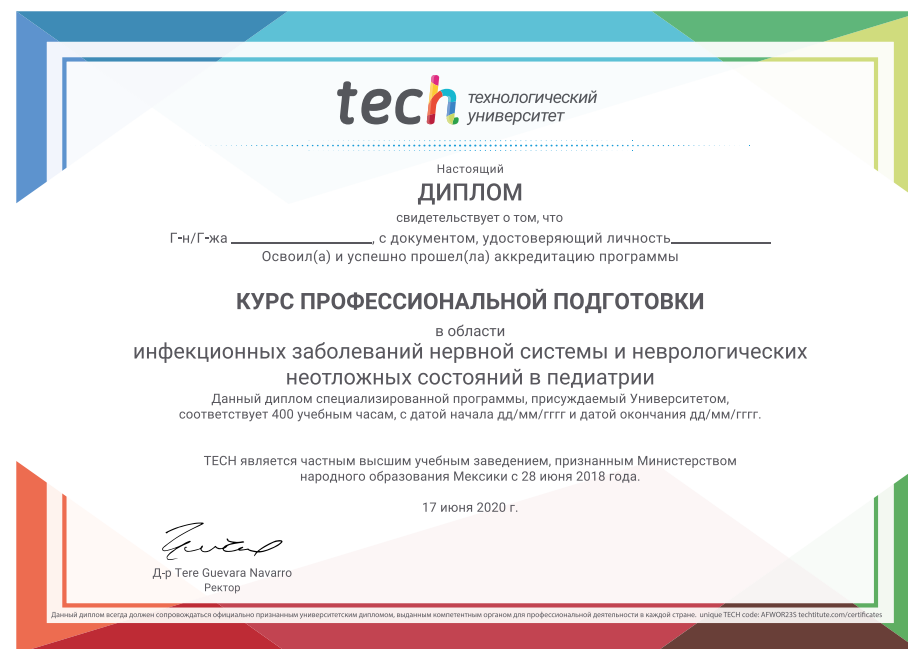 tech технологический
университет
Настоящий
ДИПЛОМ
свидетельствует о том, что
Г-н/Г-жа ____________, с документом, удостоверяющий личность____________
Освоил(а) и успешно прошел(ла) аккредитацию программы
КУРС ПРОФЕССИОНАЛЬНОЙ ПОДГОТОВКИ
в области
инфекционных заболеваний нервной системы и неврологических
неотложных состояний в педиатрии
Данный диплом специализированной программы, присуждаемый Университетом,
соответствует 400 учебным часам, с датой начала дд/мм/гггг и датой окончания дд/мм/гггг.
TECH является частным высшим учебным заведением, признанным Министерством
народного образования Мексики с 28 июня 2018 года.
17 июня 2020 г.
Д-р Tere Guevara Navarro
Ректор
Данный диплом всегда должен сопровождаться официально признанным университетским дипломом, выданным компетентным органом для профессиональной деятельности в каждой стране. unique TECH code: AFWOR23S techtitute.com/certificates